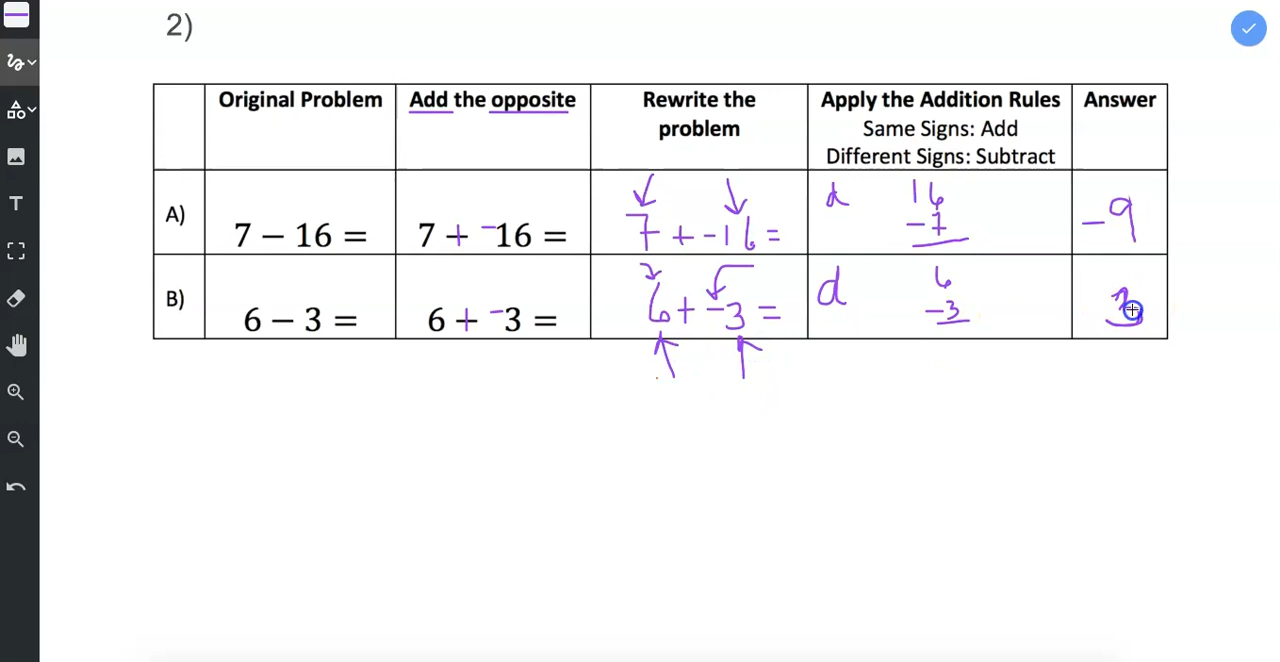 2)
Original Problem Add the opposite Rewrite the problem Apply the Addition Rules Same Signs: Add Different Signs: Subtract Answer
A) 7 − 16 = 7 + ⁻16 = 7 + -16 = d 16 - 7 -9
B) 6 − 3 = 6 + ⁻3 = 6 + -3 = d 6 - 3 3
T